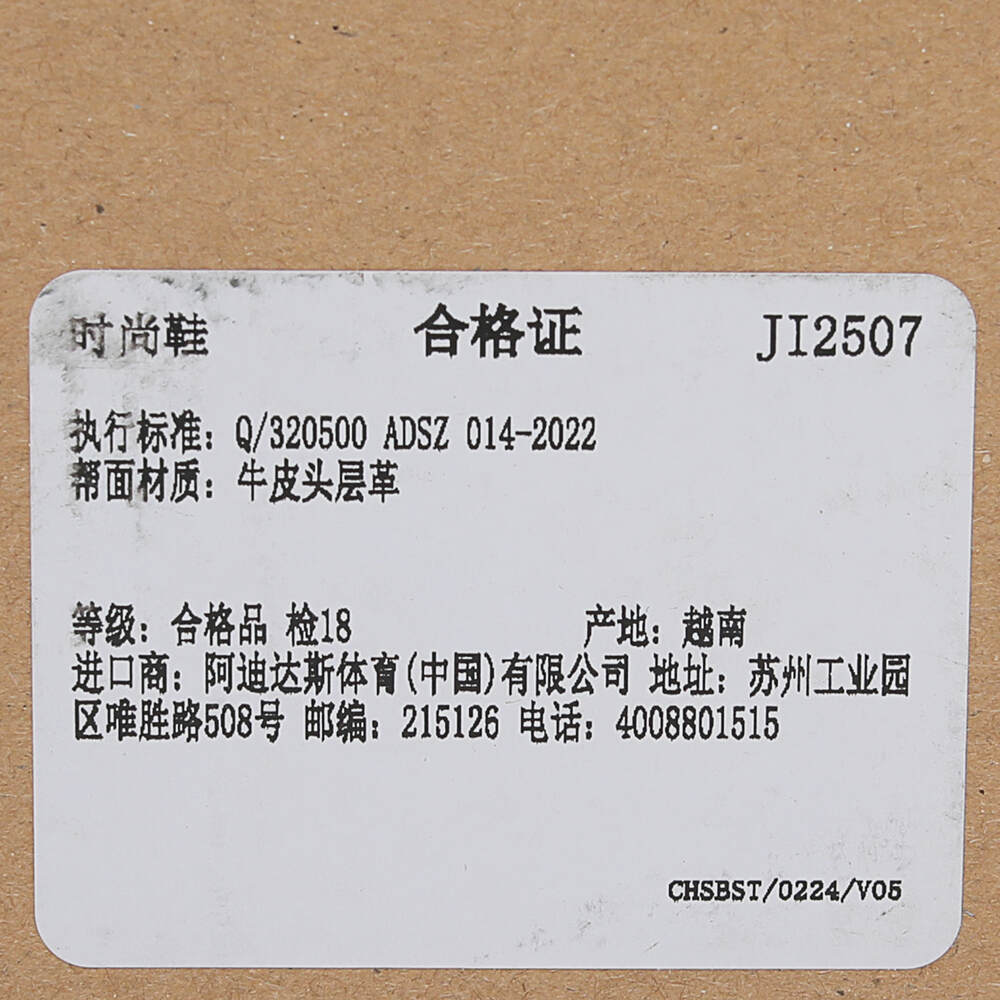 时尚鞋 合格证 JI2507
执行标准: Q/320500 ADSZ 014-2022
帮面材质: 牛皮头层革
等级: 合格品 检18 产地: 越南
进口商: 阿迪达斯体育(中国)有限公司 地址: 苏州工业园
区唯胜路508号 邮编: 215126 电话: 4008801515
CHSBST/0224/V05